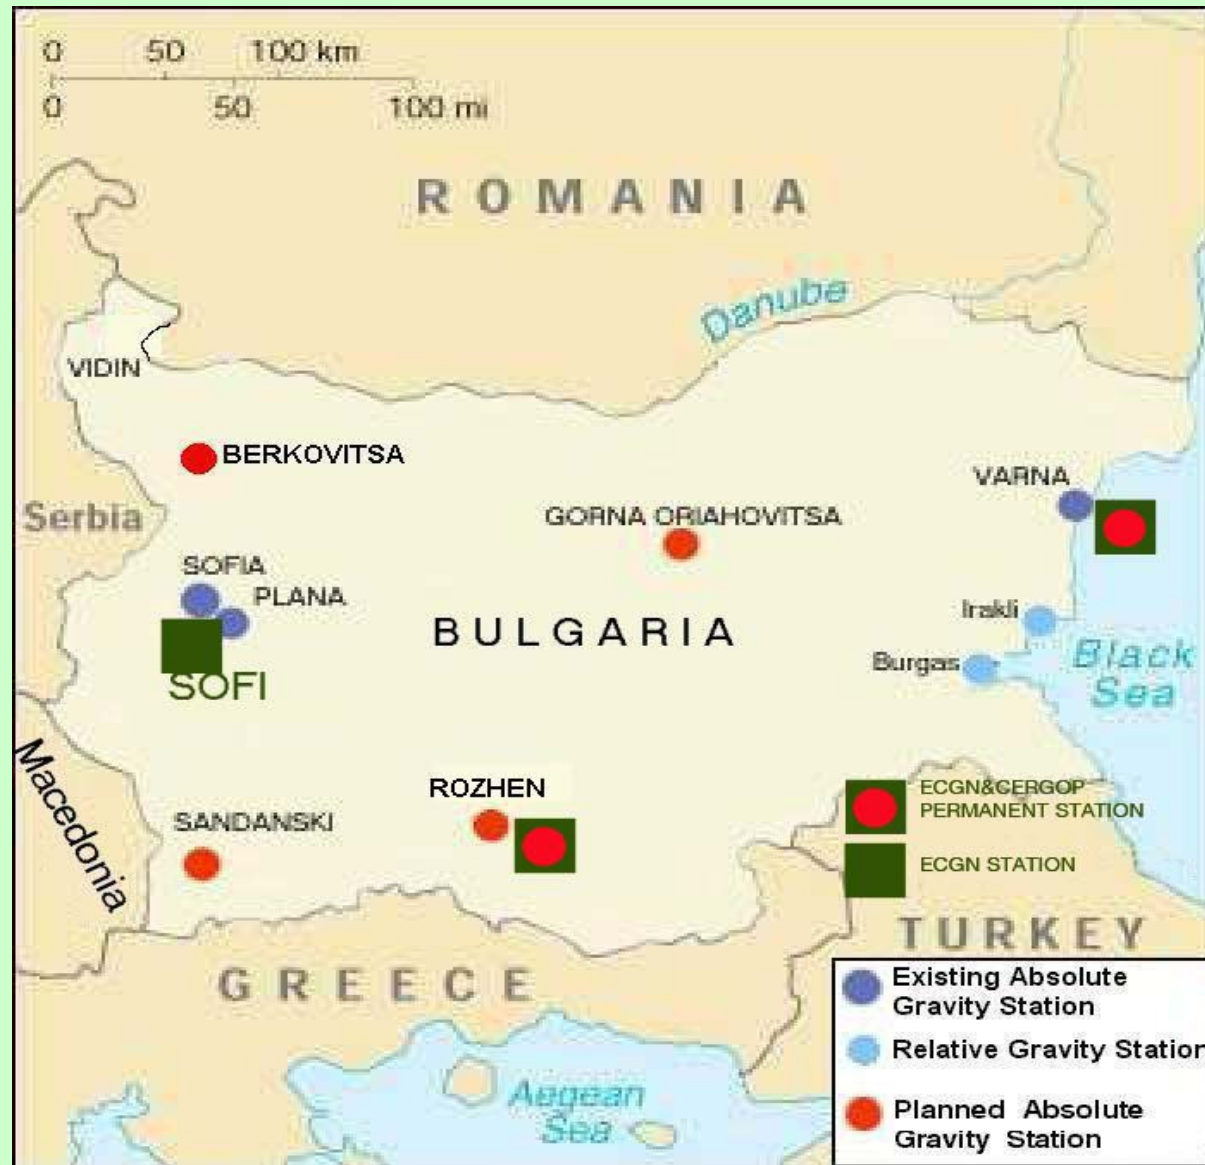 0 50 100 km
0 50 100 mi
ROMANIA
Danube
VIDIN
BERKOVITSA
VARNA
Serbia
GORNA ORIAHOVITSA
SOFIA
PLANA
Irakli
BULGARIA
Burgas
Black
Sea
SOFI
Macedonia
ROZHEN
ECGN&CERGOP
PERMANENT STATION
SANDANSKI
ECGN STATION
TURKEY
GREECE
Existing Absolute
Gravity Station
Relative Gravity Station
Aegean
Sea
Planned Absolute
Gravity Station